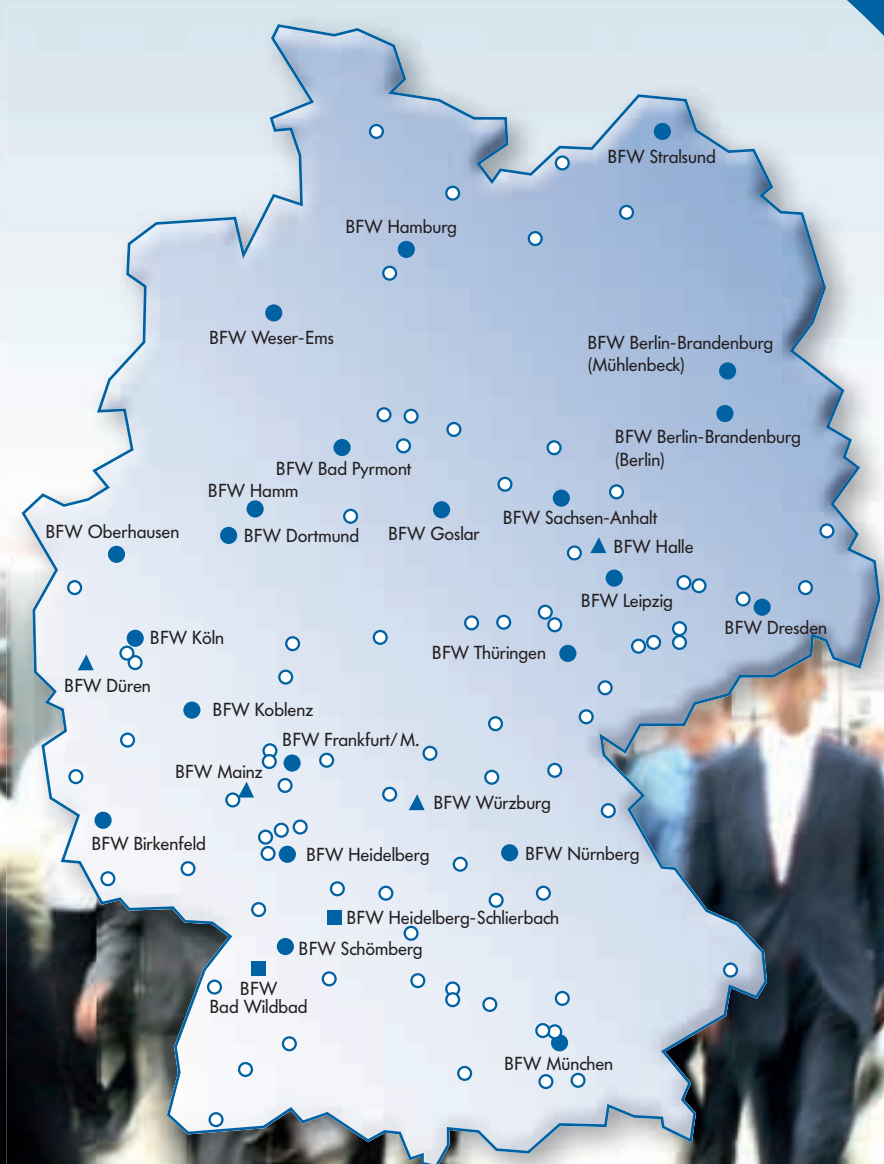 BFW Stralsund
BFW Hamburg
BFW Weser-Ems
BFW Berlin-Brandenburg
(Mühlenbeck)
BFW Berlin-Brandenburg
(Berlin)
BFW Bad Pyrmont
BFW Hamm
BFW Sachsen-Anhalt
BFW Oberhausen
BFW Dortmund
BFW Goslar
BFW Halle
BFW Leipzig
BFW Dresden
BFW Köln
BFW Thüringen
BFW Düren
BFW Koblenz
BFW Frankfurt/M.
BFW Mainz
BFW Würzburg
BFW Birkenfeld
BFW Heidelberg
BFW Nürnberg
BFW Heidelberg-Schlierbach
BFW Schömberg
BFW
Bad Wildbad
BFW München